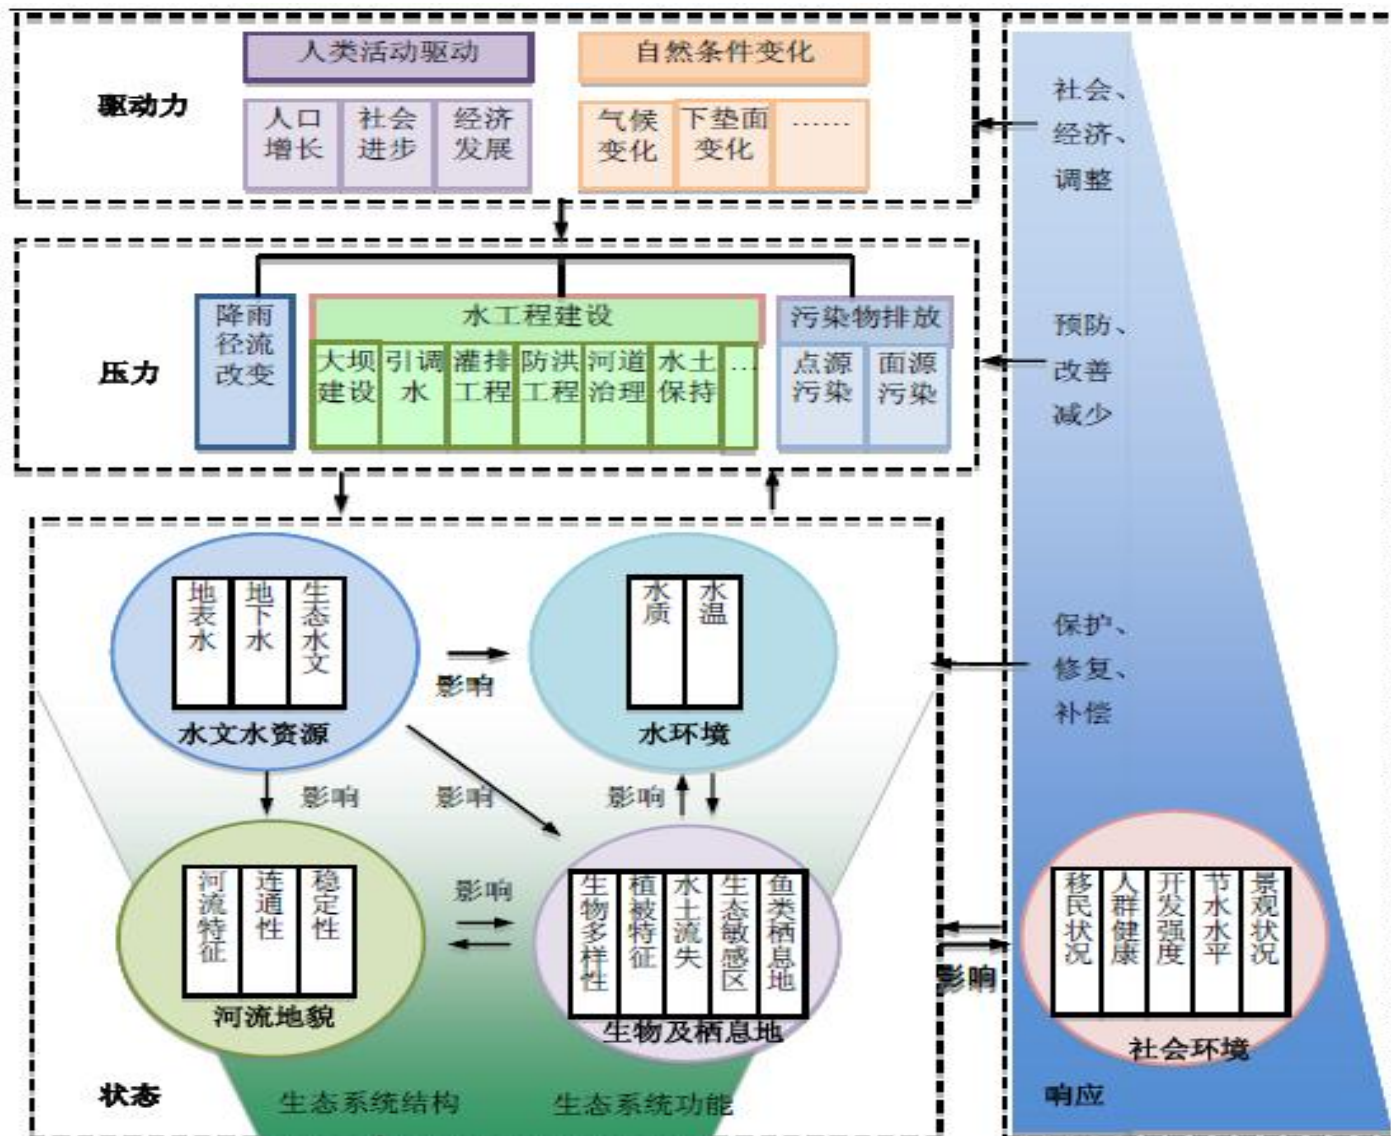 人类活动驱动
自然条件变化
驱动力
人口
增长
社会
进步
经济
发展
气候
变化
下垫面
变化
……
压力
降雨
径流
改变
水工程建设
大坝
建设
引调
水
灌排
工程
防洪
工程
河道
治理
水土
保持
…
污染物排放
点源
污染
面源
污染
地表水
地下水
生态水文
水文水资源
影响
水质
水温
水环境
影响
影响
影响
河流特征
连通性
稳定性
河流地貌
影响
生物多样性
植被特征
水土流失
生态敏感区
鱼类栖息地
生物及栖息地
状态
生态系统结构
生态系统功能
影响
社会、
经济、
调整
预防、
改善
减少
保护、
修复、
补偿
移民状况
人群健康
开发强度
节水水平
景观状况
社会环境
响应